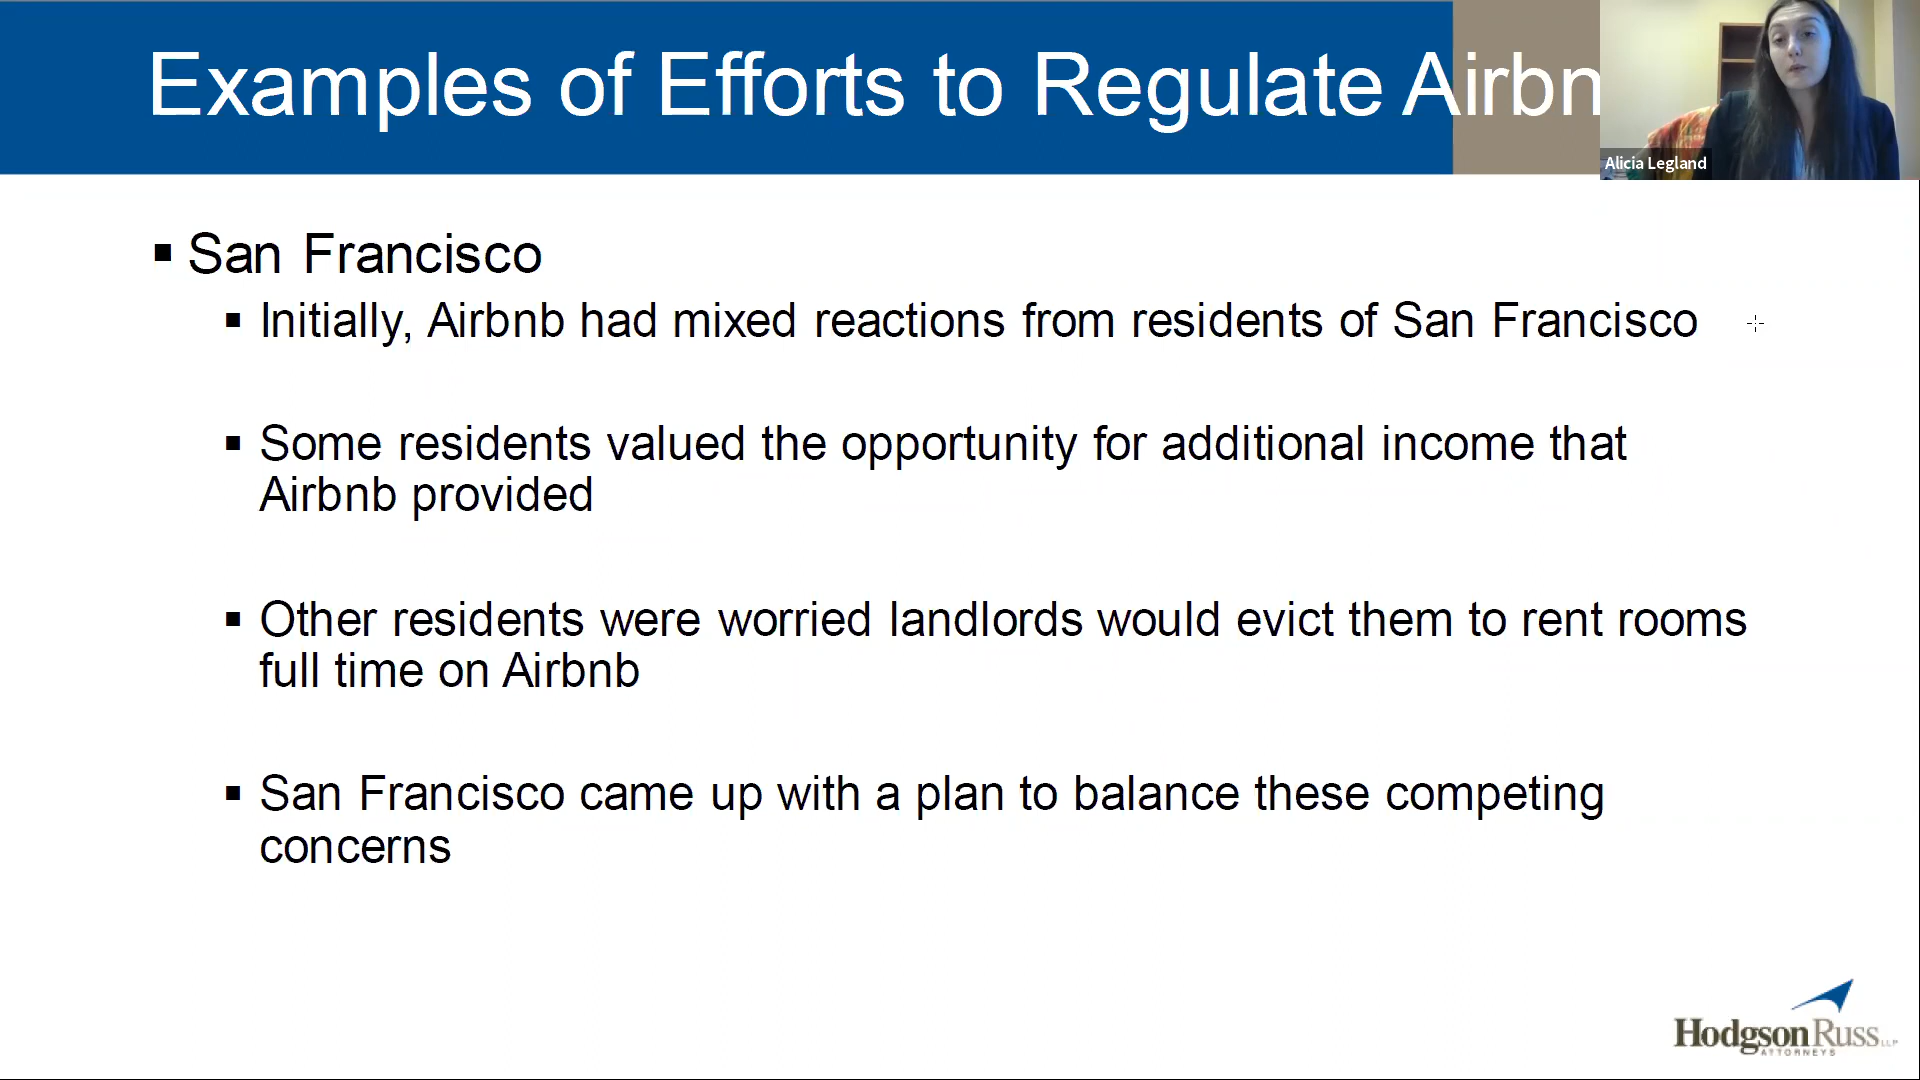 Examples of Efforts to Regulate Airbn
Alicia Legland
▪ San Francisco
▪ Initially, Airbnb had mixed reactions from residents of San Francisco
▪ Some residents valued the opportunity for additional income that
Airbnb provided
▪ Other residents were worried landlords would evict them to rent rooms
full time on Airbnb
▪ San Francisco came up with a plan to balance these competing
concerns
HodgsonRuss LLP
ATTORNEYS